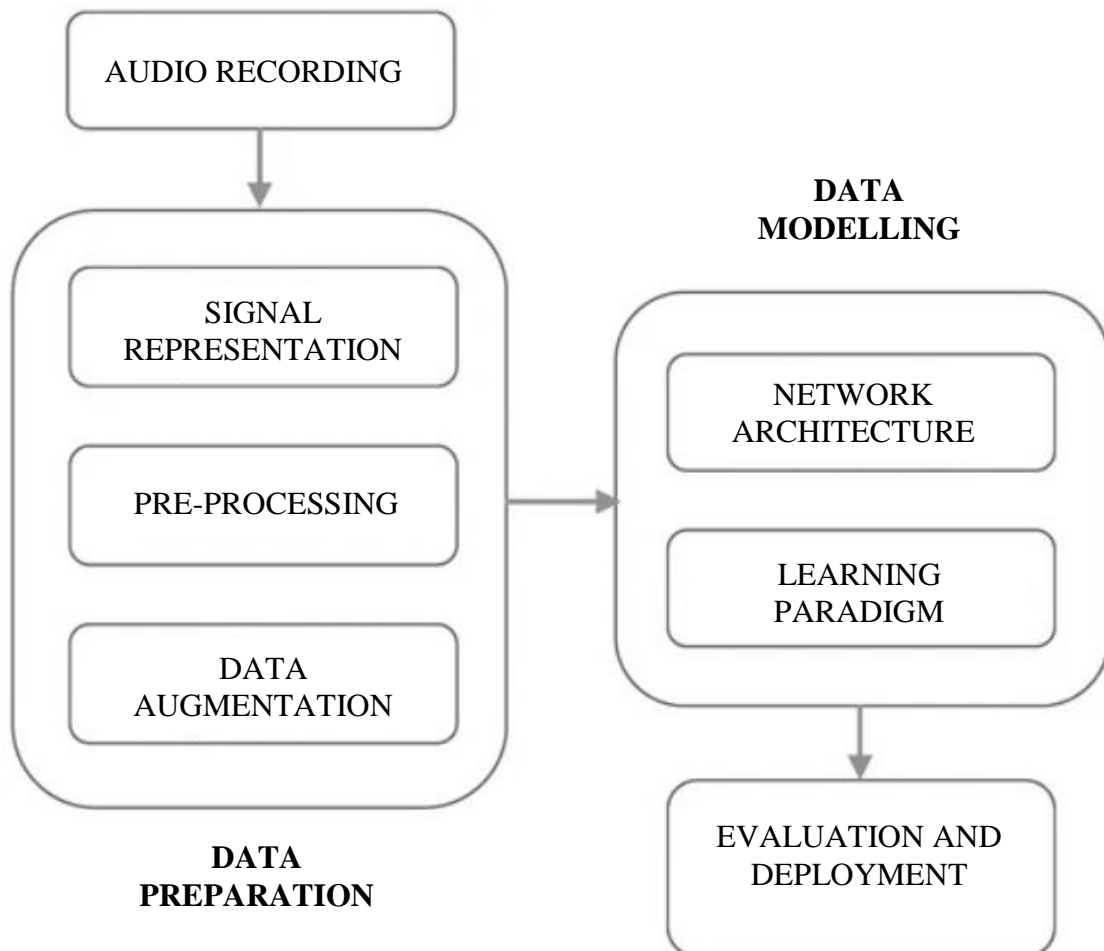 AUDIO RECORDING
SIGNAL
REPRESENTATION
PRE-PROCESSING
DATA
AUGMENTATION
DATA
PREPARATION
DATA
MODELLING
NETWORK
ARCHITECTURE
LEARNING
PARADIGM
EVALUATION AND
DEPLOYMENT